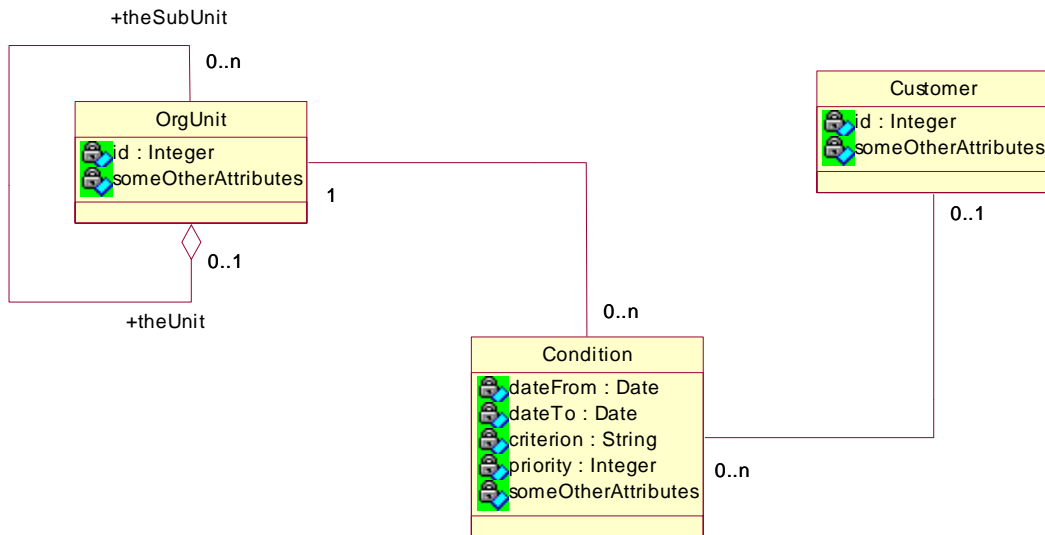 +theSubUnit
0..n
OrgUnit
id : Integer
someOtherAttributes
1
0..1
+theUnit
Customer
id : Integer
someOtherAttributes
0..1
0..n
Condition
dateFrom : Date
dateTo : Date
criterion : String
priority : Integer
someOtherAttributes
0..n